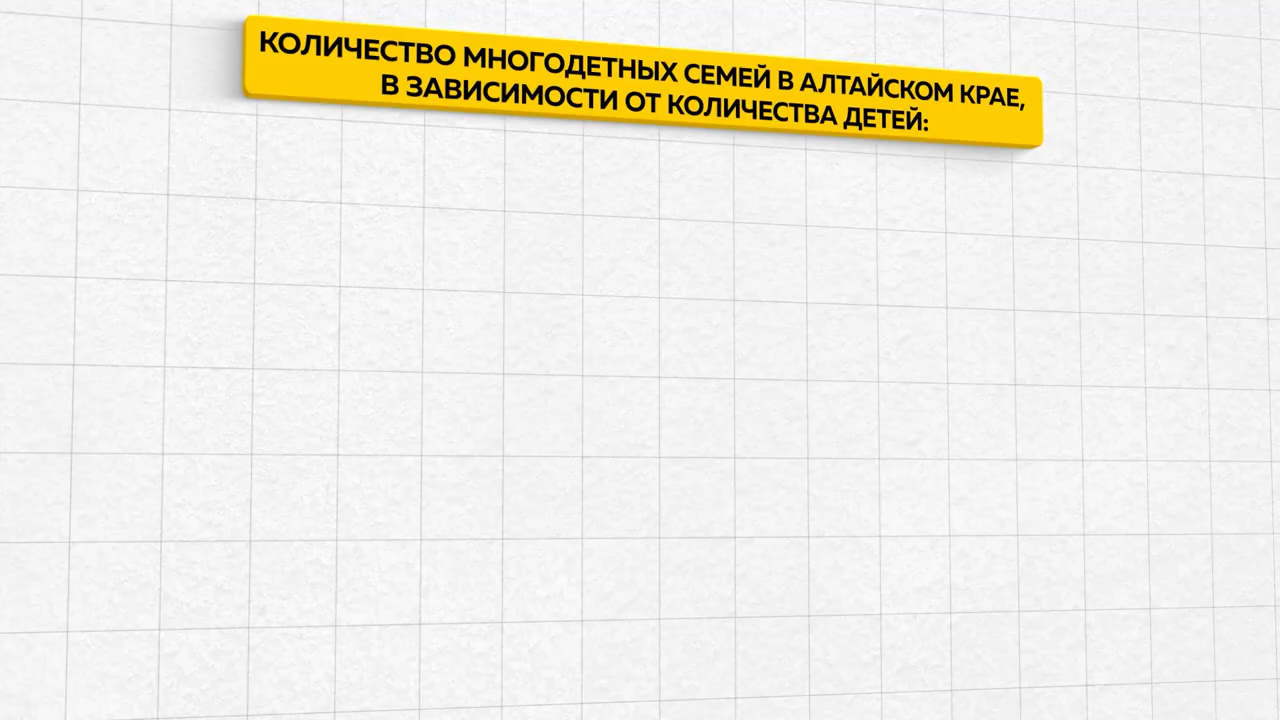 КОЛИЧЕСТВО МНОГОДЕТНЫХ СЕМЕЙ В АЛТАЙСКОМ КРАЕ,
В ЗАВИСИМОСТИ ОТ КОЛИЧЕСТВА ДЕТЕЙ: